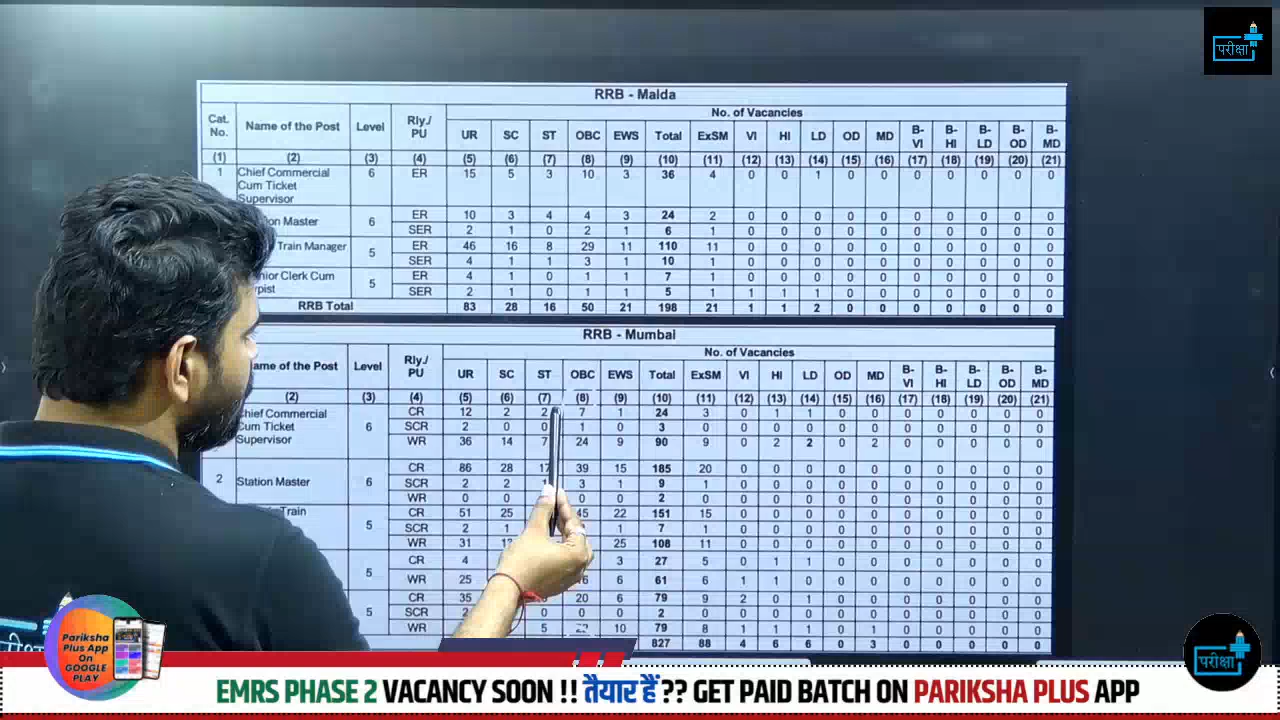 परीक्षा
RRB - Malda
Cat. No. Name of the Post Level Rly./ PU No. of Vacancies
UR SC ST OBC EWS Total ExSM VI HI LD OD MD B-VI B-HI B-LD B-OD B-MD
(1) (2) (3) (4) (5) (6) (7) (8) (9) (10) (11) (12) (13) (14) (15) (16) (17) (18) (19) (20) (21)
1 Chief Commercial Cum Ticket Supervisor 6 ER 15 5 3 10 3 36 4 0 0 1 0 0 0 0 0 0 0
Master 6 ER 10 3 4 4 3 24 2 0 0 0 0 0 0 0 0 0 0
SER 2 1 0 2 1 6 1 0 0 0 0 0 0 0 0 0 0
Train Manager 5 ER 46 16 8 29 11 110 11 0 0 0 0 0 0 0 0 0 0
SER 4 1 1 3 1 10 1 0 0 0 0 0 0 0 0 0 0
Clerk Cum 5 ER 4 1 0 1 1 7 1 0 0 0 0 0 0 0 0 0 0
SER 2 1 0 1 1 5 1 1 1 1 0 0 0 0 0 0 0
RRB Total 83 28 16 50 21 198 21 1 1 2 0 0 0 0 0 0 0
RRB - Mumbai
Name of the Post Level Rly./ PU No. of Vacancies
UR SC ST OBC EWS Total ExSM VI HI LD OD MD B-VI B-HI B-LD B-OD B-MD
(2) (3) (4) (5) (6) (7) (8) (9) (10) (11) (12) (13) (14) (15) (16) (17) (18) (19) (20) (21)
Chief Commercial Cum Ticket Supervisor 6 CR 12 2 2 7 1 24 3 0 1 1 0 0 0 0 0 0 0
SCR 2 0 0 1 0 3 0 0 0 0 0 0 0 0 0 0 0
WR 36 14 7 24 9 90 9 0 2 2 0 2 0 0 0 0 0
2 Station Master 6 CR 86 28 17 39 15 185 20 0 0 0 0 0 0 0 0 0 0
SCR 2 2 3 1 9 1 0 0 0 0 0 0 0 0 0 0
WR 0 0 0 0 2 0 0 0 0 0 0 0 0 0 0 0
Train 5 CR 51 25 45 22 151 15 0 0 0 0 0 0 0 0 0 0
SCR 2 1 1 7 1 0 0 0 0 0 0 0 0 0 0
WR 31 25 108 11 0 0 0 0 0 0 0 0 0 0
5 CR 4 3 27 5 0 1 1 0 0 0 0 0 0 0
WR 25 6 61 6 1 1 0 0 0 0 0 0 0 0
5 CR 35 20 6 79 9 2 0 1 0 0 0 0 0 0 0
SCR 0 0 0 2 0 0 0 0 0 0 0 0 0 0 0
WR 5 10 79 8 1 1 1 0 1 0 0 0 0 0
827 88 4 6 6 0 3 0 0 0 0 0
Pariksha Plus App On GOOGLE PLAY
परीक्षा
EMRS PHASE 2 VACANCY SOON !! तैयार हैं ?? GET PAID BATCH ON PARIKSHA PLUS APP